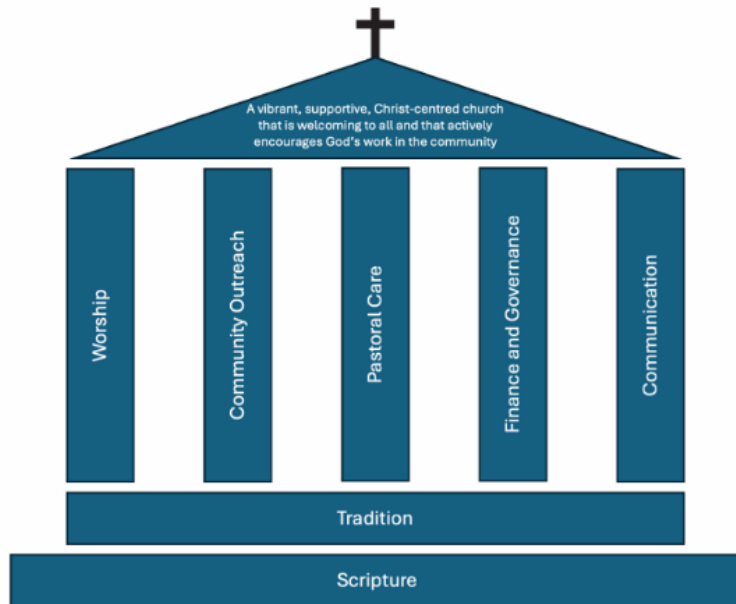 A vibrant, supportive, Christ-centred church
that is welcoming to all and that actively
encourages God's work in the community
Worship
Community Outreach
Pastoral Care
Finance and Governance
Communication
Tradition
Scripture